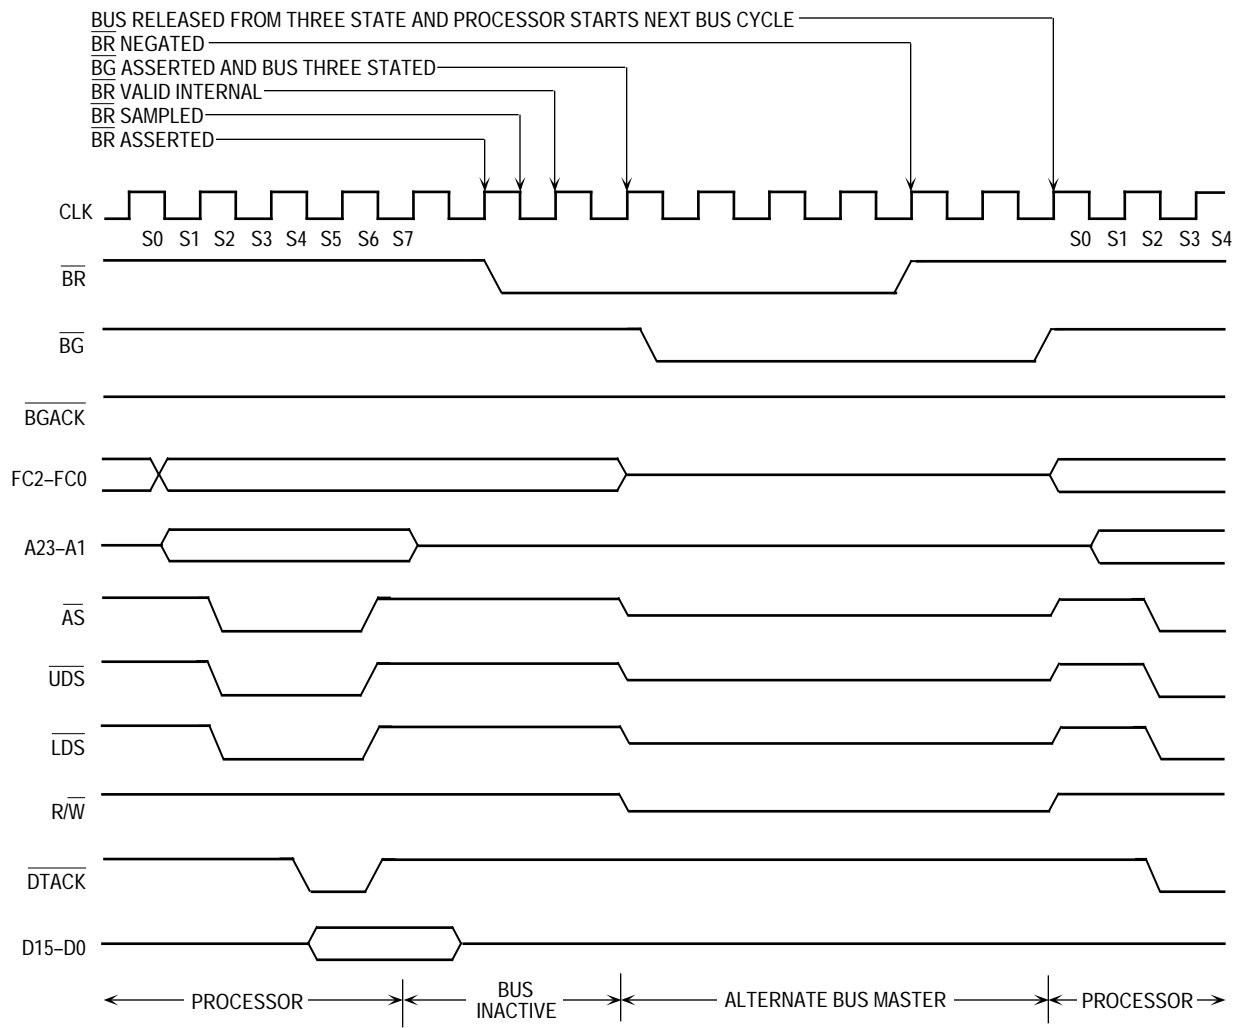 BUS RELEASED FROM THREE STATE AND PROCESSOR STARTS NEXT BUS CYCLE
BR NEGATED
BG ASSERTED AND BUS THREE STATED
BR VALID INTERNAL
BR SAMPLED
BR ASSERTED
CLK
S0 S1 S2 S3 S4 S5 S6 S7 S0 S1 S2 S3 S4
BR
BG
BGACK
FC2–FC0
A23–A1
AS
UDS
LDS
R/W
DTACK
D15–D0
PROCESSOR BUS INACTIVE ALTERNATE BUS MASTER PROCESSOR